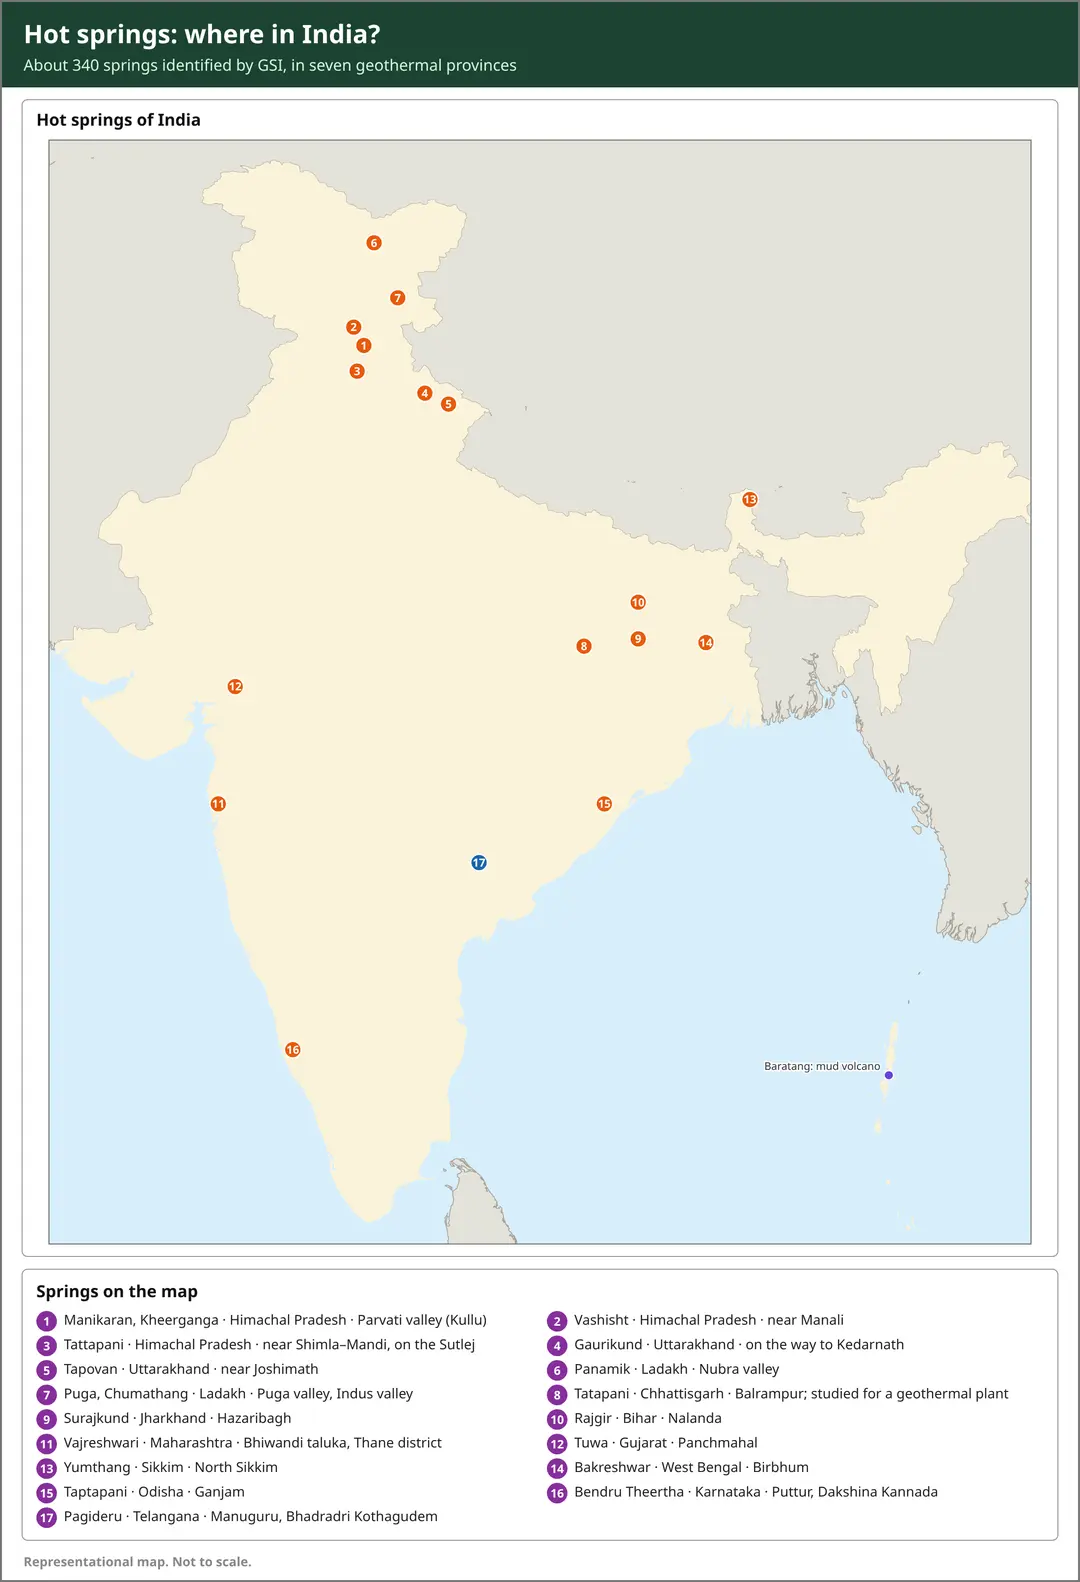 Hot springs: where in India?
About 340 springs identified by GSI, in seven geothermal provinces
Hot springs of India
6
7
2
1
3
4
5
13
10
9
14
8
12
11
15
17
16
Baratang: mud volcano
Springs on the map
1 Manikaran, Kheerganga · Himachal Pradesh · Parvati valley (Kullu)
2 Vashisht · Himachal Pradesh · near Manali
3 Tattapani · Himachal Pradesh · near Shimla–Mandi, on the Sutlej
4 Gaurikund · Uttarakhand · on the way to Kedarnath
5 Tapovan · Uttarakhand · near Joshimath
6 Panamik · Ladakh · Nubra valley
7 Puga, Chumathang · Ladakh · Puga valley, Indus valley
8 Tatapani · Chhattisgarh · Balrampur; studied for a geothermal plant
9 Surajkund · Jharkhand · Hazaribagh
10 Rajgir · Bihar · Nalanda
11 Vajreshwari · Maharashtra · Bhiwandi taluka, Thane district
12 Tuwa · Gujarat · Panchmahal
13 Yumthang · Sikkim · North Sikkim
14 Bakreshwar · West Bengal · Birbhum
15 Taptapani · Odisha · Ganjam
16 Bendru Theertha · Karnataka · Puttur, Dakshina Kannada
17 Pagideru · Telangana · Manuguru, Bhadradri Kothagudem
Representational map. Not to scale.